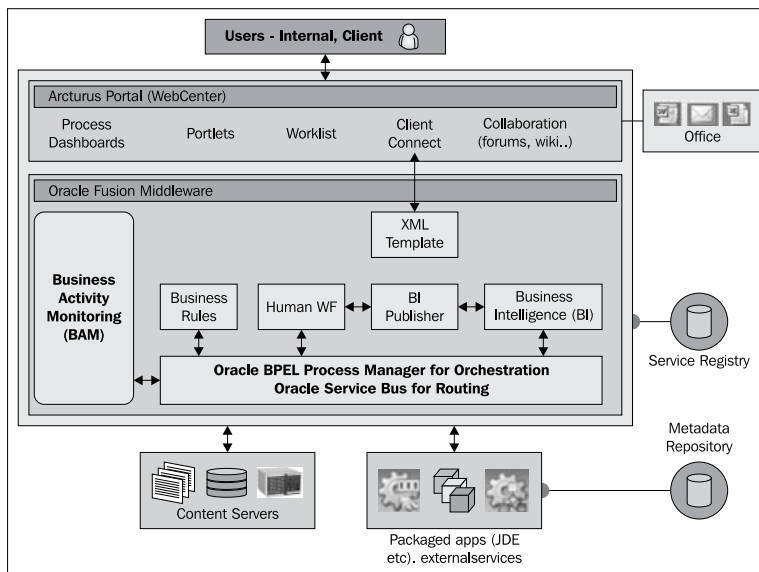 Users - Internal, Client
Arcturus Portal (WebCenter)
Process
Dashboards
Portlets
Worklist
Client
Connect
Collaboration
(forums, wiki..)
Office
Oracle Fusion Middleware
XML
Template
Business
Activity
Monitoring
(BAM)
Business
Rules
Human WF
BI
Publisher
Business
Intelligence (BI)
Oracle BPEL Process Manager for Orchestration
Oracle Service Bus for Routing
Service Registry
Metadata
Repository
Content Servers
Packaged apps (JDE
etc). externalservices